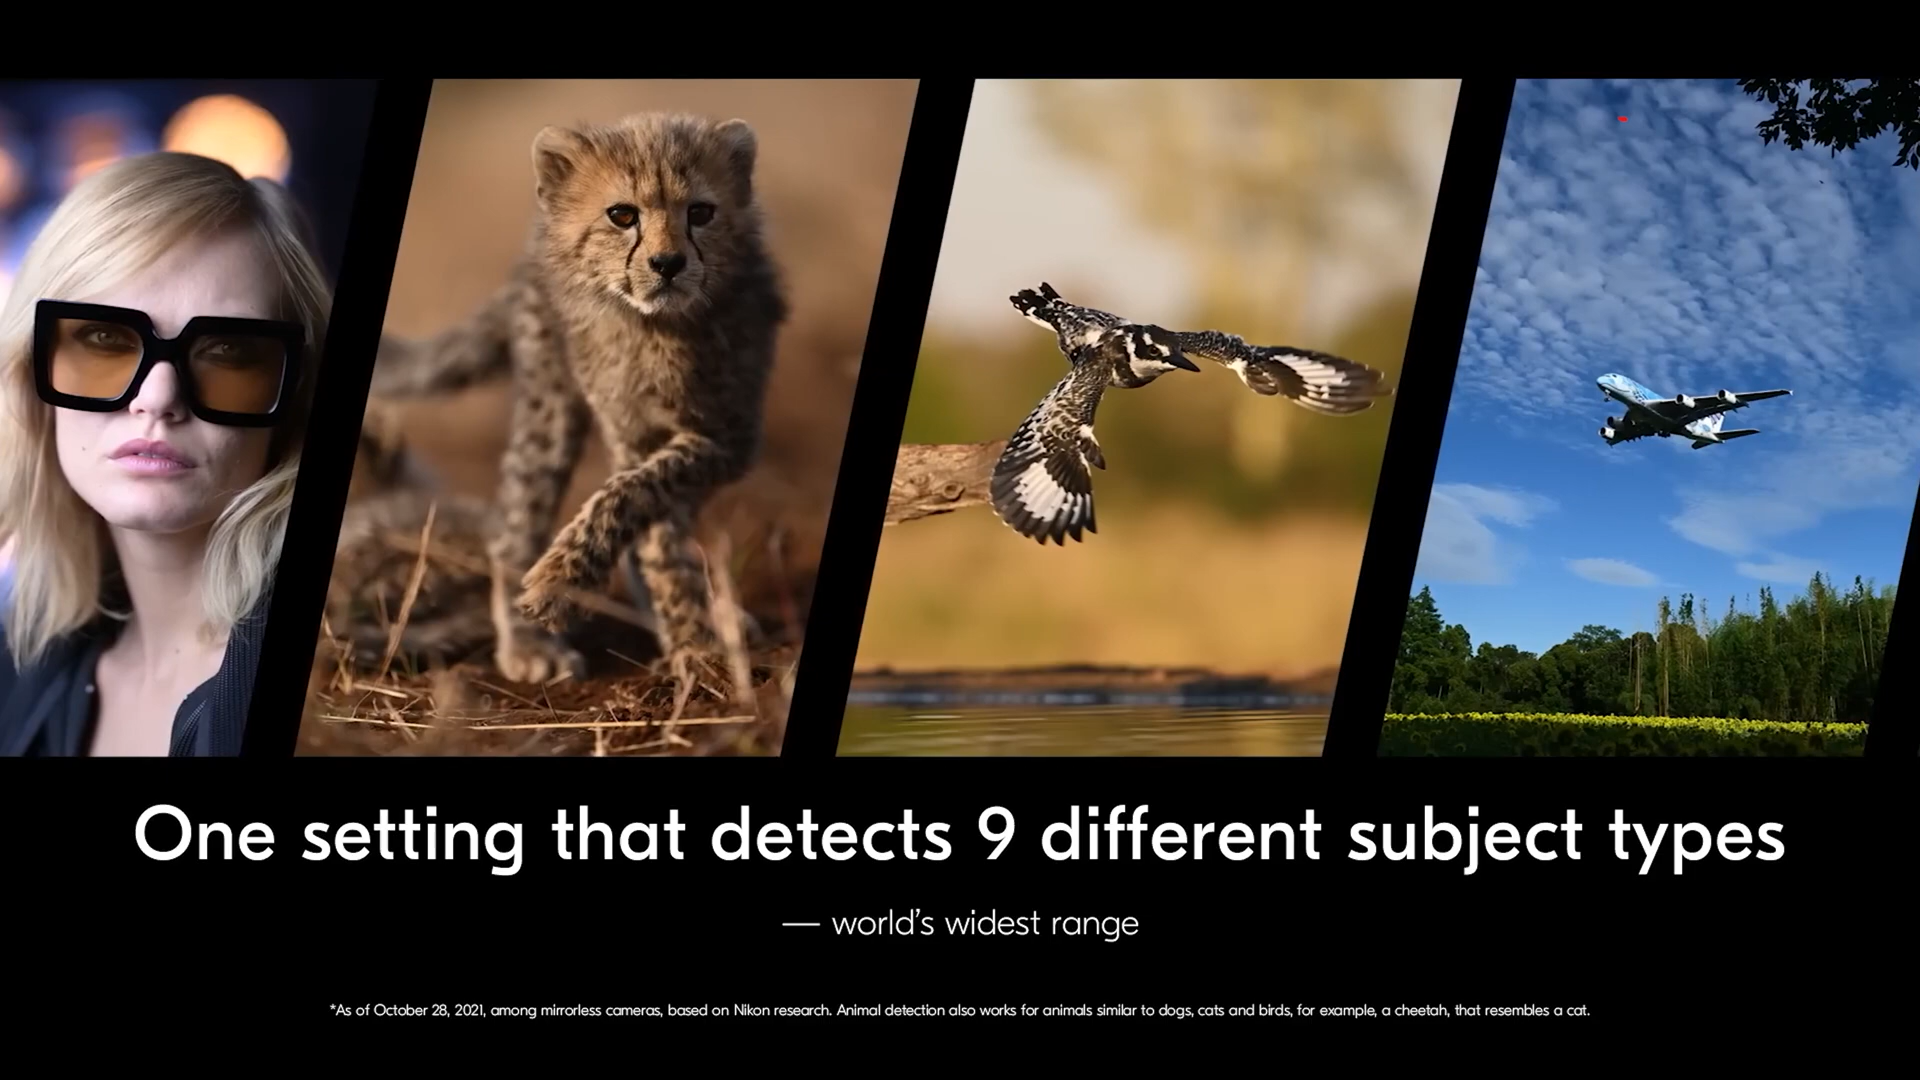 One setting that detects 9 different subject types
— world's widest range
*As of October 28, 2021, among mirrorless cameras, based on Nikon research. Animal detection also works for animals similar to dogs, cats and birds, for example, a cheetah, that resembles a cat.